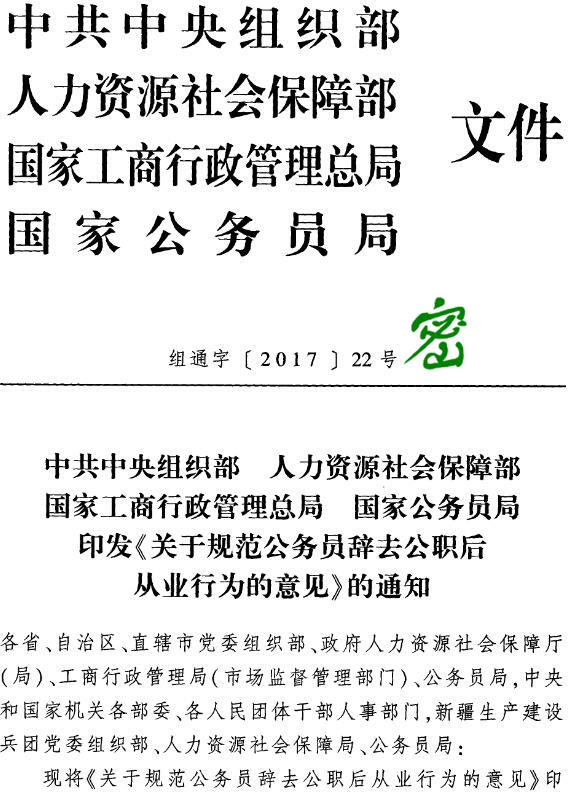 中共中央组织部
人力资源社会保障部
国家工商行政管理总局
国家公务员局
文件
组通字〔2017〕22号
密
中共中央组织部 人力资源社会保障部
国家工商行政管理总局 国家公务员局
印发《关于规范公务员辞去公职后
从业行为的意见》的通知
各省、自治区、直辖市党委组织部、政府人力资源社会保障厅
(局)、工商行政管理局(市场监督管理部门)、公务员局,中央
和国家机关各部委、各人民团体干部人事部门,新疆生产建设
兵团党委组织部、人力资源社会保障局、公务员局:
现将《关于规范公务员辞去公职后从业行为的意见》印